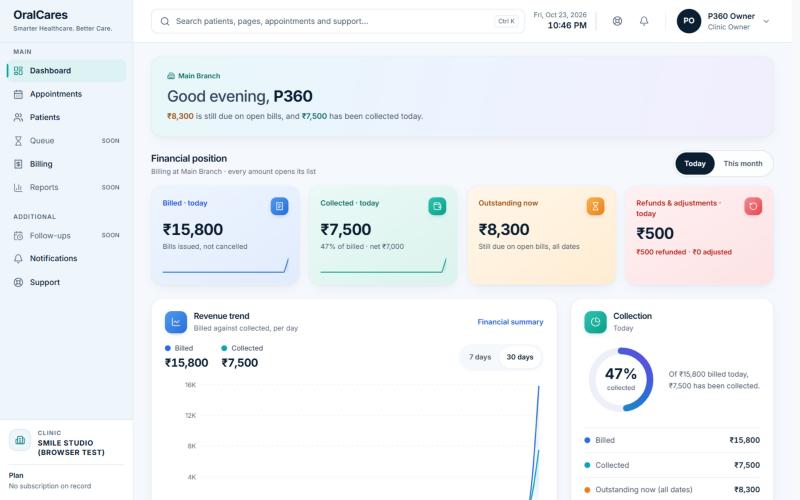 OralCares
Smarter Healthcare. Better Care.
Search patients, pages, appointments and support...
Ctrl K
Fri, Oct 23, 2026
10:46 PM
PO
P360 Owner
Clinic Owner
MAIN
Dashboard
Appointments
Patients
Queue SOON
Billing
Reports SOON
ADDITIONAL
Follow-ups SOON
Notifications
Support
CLINIC
SMILE STUDIO
(BROWSER TEST)
Plan
No subscription on record
Main Branch
Good evening, P360
₹8,300 is still due on open bills, and ₹7,500 has been collected today.
Financial position
Billing at Main Branch · every amount opens its list
Today
This month
Billed · today
₹15,800
Bills issued, not cancelled
Collected · today
₹7,500
47% of billed · net ₹7,000
Outstanding now
₹8,300
Still due on open bills, all dates
Refunds & adjustments ·
today
₹500
₹500 refunded · ₹0 adjusted
Revenue trend
Billed against collected, per day
Financial summary
Billed
₹15,800
Collected
₹7,500
7 days
30 days
16K
12K
8K
4K
Collection
Today
47%
collected
Of ₹15,800 billed today,
₹7,500 has been collected.
Billed ₹15,800
Collected ₹7,500
Outstanding now (all dates) ₹8,300